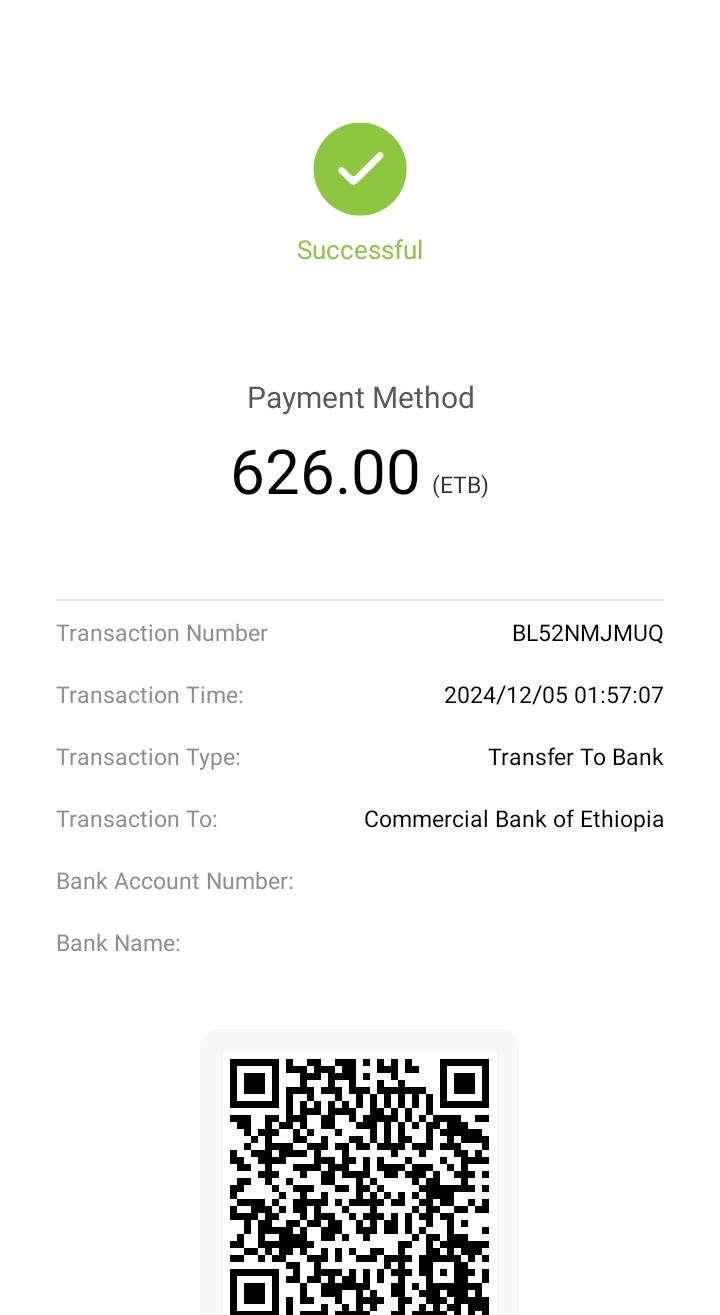 Successful
Payment Method
626.00 (ETB)
Transaction Number BL52NMJMUQ
Transaction Time: 2024/12/05 01:57:07
Transaction Type: Transfer To Bank
Transaction To: Commercial Bank of Ethiopia
Bank Account Number:
Bank Name: